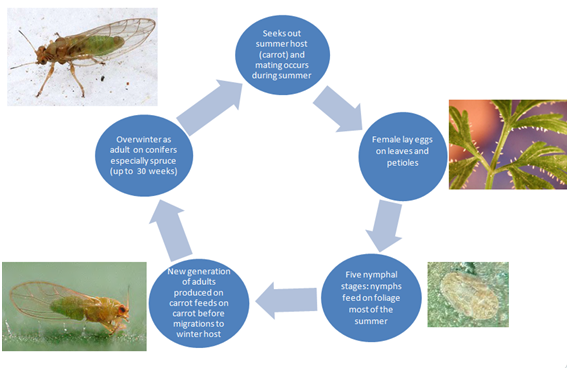 Seeks out
summer host
(carrot) and
mating occurs
during summer
Female lay eggs
on leaves and
petioles
Five nymphal
stages: nymphs
feed on foliage
most of the
summer
New generation
of adults
produced on
carrot feeds on
carrot before
migrations to
winter host
Overwinter as
adult on conifers
especially spruce
(up to 30 weeks)